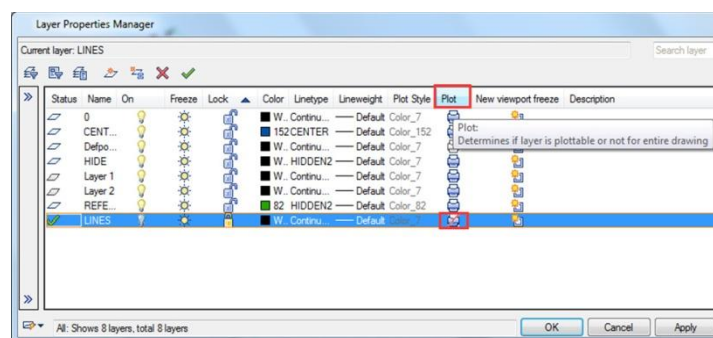 Layer Properties Manager
Current layer: LINES
Search layer
Status Name On Freeze Lock Color Linetype Lineweight Plot Style Plot New viewport freeze Description
0 W... Continu... Default Color_7
CENT... 152 CENTER Default Color_152
Plot:
Defpo... W... Continu... Default Color_7
Determines if layer is plottable or not for entire drawing
HIDE W... HIDDEN2 Default Color_7
Layer 1 W... Continu... Default Color_7
Layer 2 W... Continu... Default Color_7
REFE... 82 HIDDEN2 Default Color_82
LINES W... Continu... Default Color_7
All: Shows 8 layers, total 8 layers
OK Cancel Apply